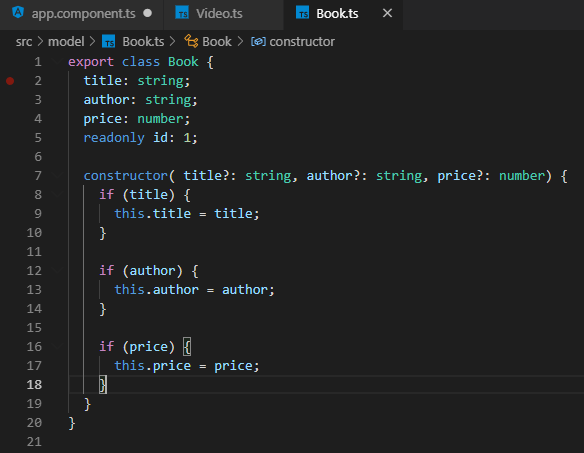 app.component.ts ● TS Video.ts TS Book.ts ×
src > model > TS Book.ts > Book > constructor
1 export class Book {
2 title: string;
3 author: string;
4 price: number;
5 readonly id: 1;
6
7 constructor( title?: string, author?: string, price?: number) {
8 if (title) {
9 this.title = title;
10 }
11
12 if (author) {
13 this.author = author;
14 }
15
16 if (price) {
17 this.price = price;
18 }
19 }
20 }
21